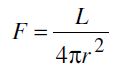 F = L / 4πr²